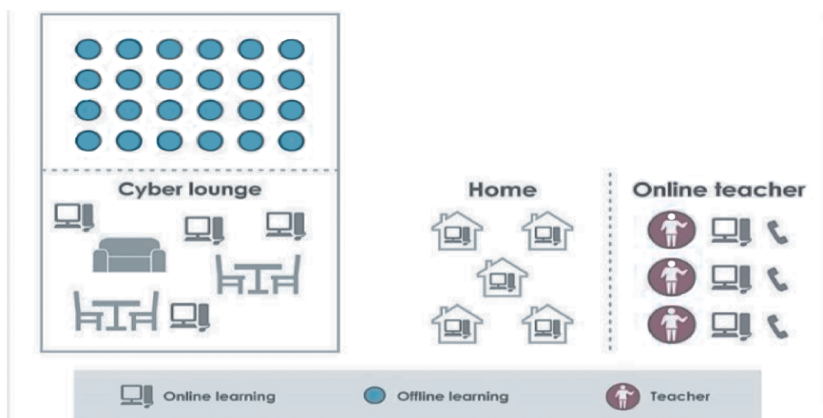 Cyber lounge
Home
Online teacher
Online learning
Offline learning
Teacher